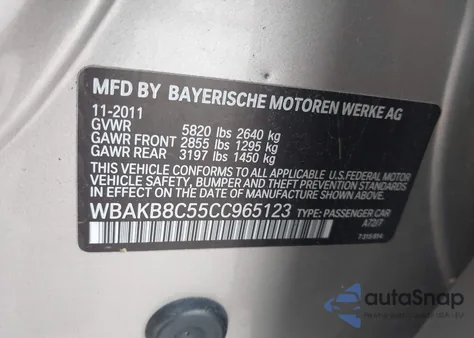 MFD BY BAYERISCHE MOTOREN WERKE AG
11-2011
GVWR 5820 lbs 2640 kg
GAWR FRONT 2855 lbs 1295 kg
GAWR REAR 3197 lbs 1450 kg
THIS VEHICLE CONFORMS TO ALL APPLICABLE U.S.FEDERAL MOTOR
VEHICLE SAFETY, BUMPER AND THEFT PREVENTION STANDARDS
IN EFFECT ON THE DATE OF MANUFACTURE SHOWN ABOVE.
WBAKB8C55CC965123 TYPE: PASSENGER CAR
A72/7
autoSnap